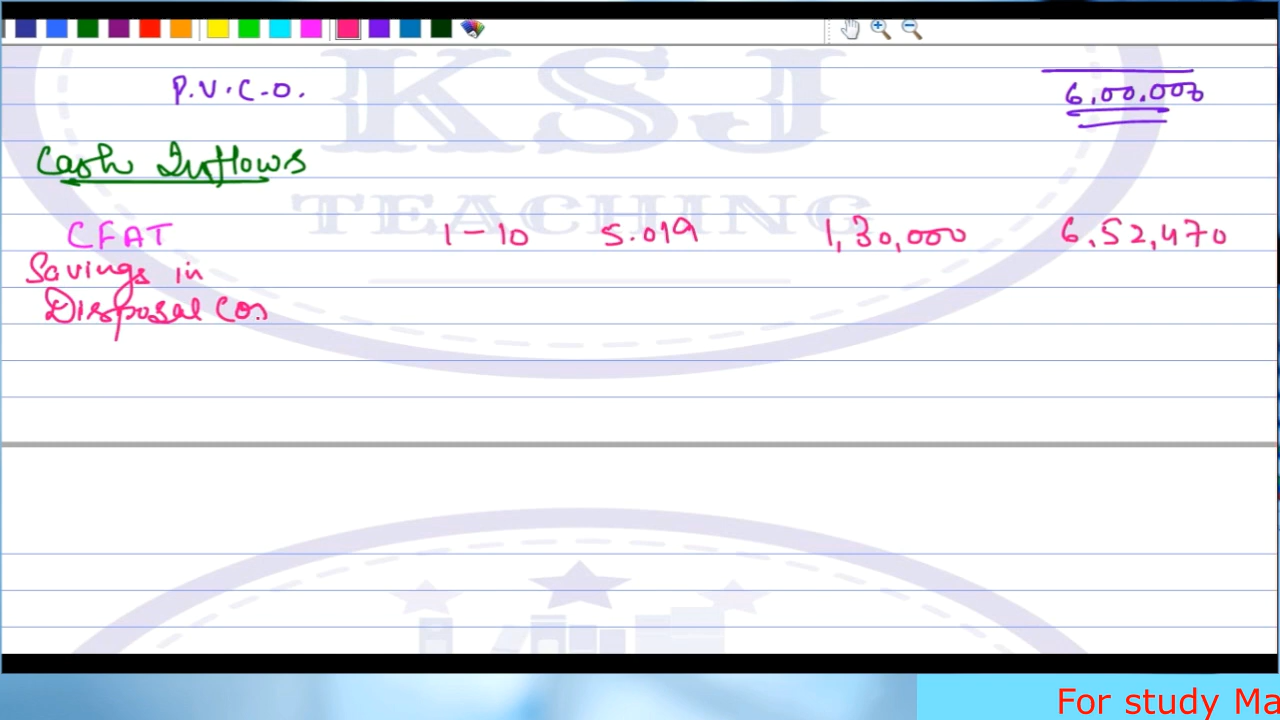 KSJ
P.V.C.O. 6,00,000
Cash Inflows
TEACHING
CFAT 1-10 5.019 1,30,000 6,52,470
Savings in
Disposal Cos
For study Ma